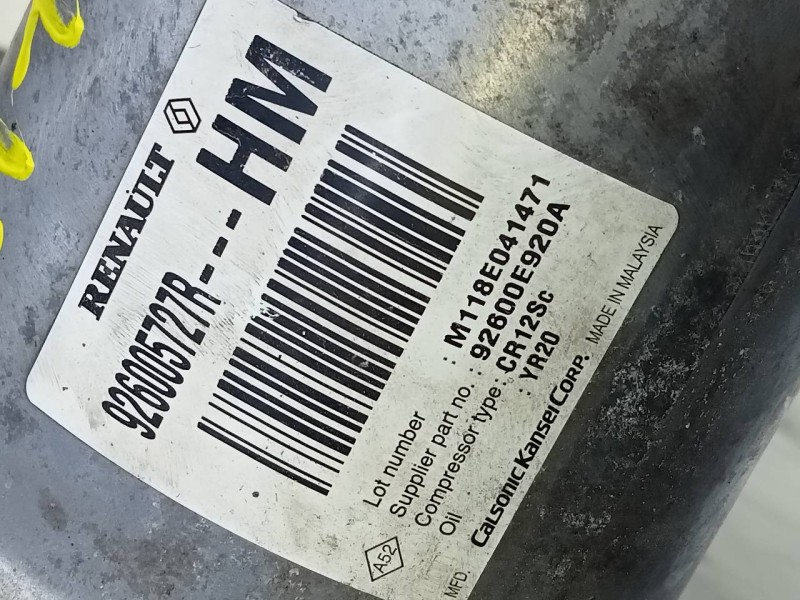 RENAULT
926005727R---HM
Lot number : M118E041471
Supplier part no. : 92600E920A
Compressor type : CR12Sc
Oil : YR20
A52
MFD. CalsonicKansei CORP. MADE IN MALAYSIA